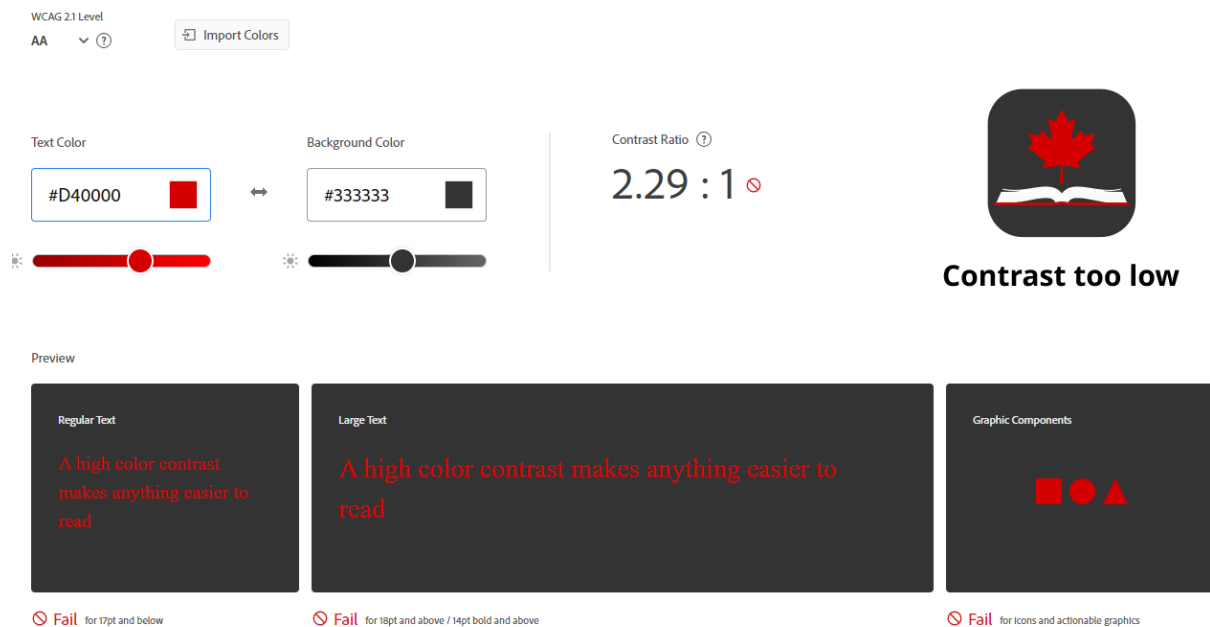 WCAG 2.1 Level
AA
Import Colors
Text Color
Background Color
Contrast Ratio
#D40000
#333333
2.29 : 1
Contrast too low
Preview
Regular Text
A high color contrast
makes anything easier to
read
Large Text
A high color contrast makes anything easier to
read
Graphic Components
Fail for 17pt and below
Fail for 18pt and above / 14pt bold and above
Fail for icons and actionable graphics